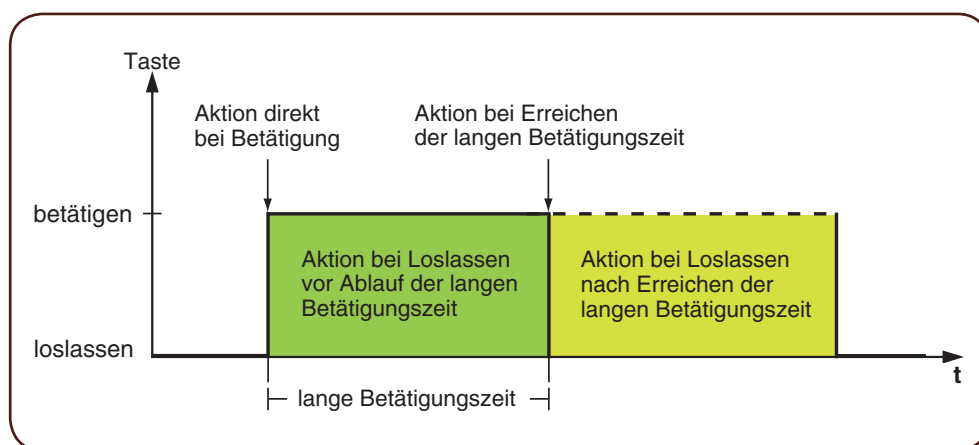 Taste
Aktion direkt
bei Betätigung
Aktion bei Erreichen
der langen Betätigungszeit
betätigen
Aktion bei Loslassen
vor Ablauf der langen
Betätigungszeit
Aktion bei Loslassen
nach Erreichen der
langen Betätigungszeit
loslassen
t
lange Betätigungszeit